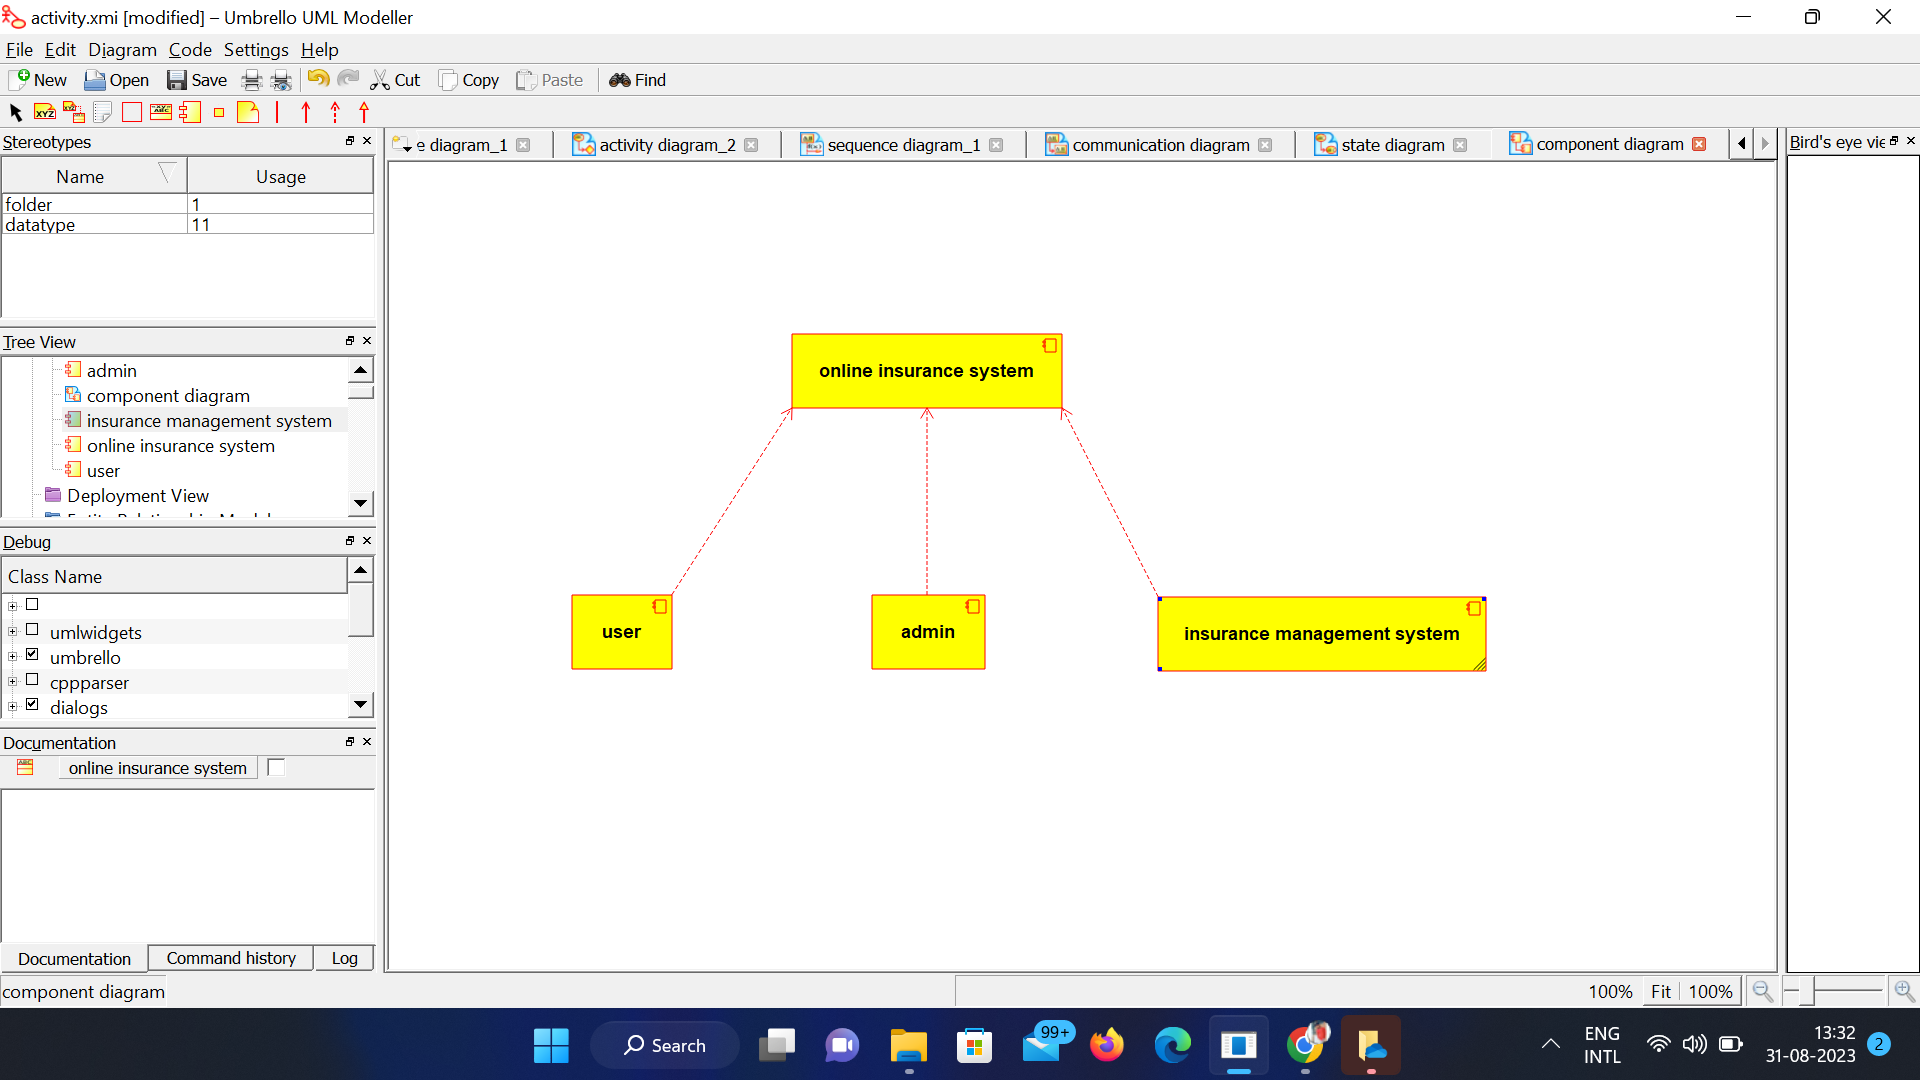 activity.xmi [modified] – Umbrello UML Modeller
File Edit Diagram Code Settings Help
New Open Save Cut Copy Paste Find
XYZ
Stereotypes
Name Usage
folder 1
datatype 11
Tree View
admin
component diagram
insurance management system
online insurance system
user
Deployment View
Debug
Class Name
umlwidgets
umbrello
cppparser
dialogs
Documentation
online insurance system
Documentation Command history Log
component diagram
e diagram_1 activity diagram_2 sequence diagram_1 communication diagram state diagram component diagram
Bird's eye vie
online insurance system
user admin insurance management system
100% Fit 100%
Search
99+
ENG
INTL
13:32
31-08-2023
2